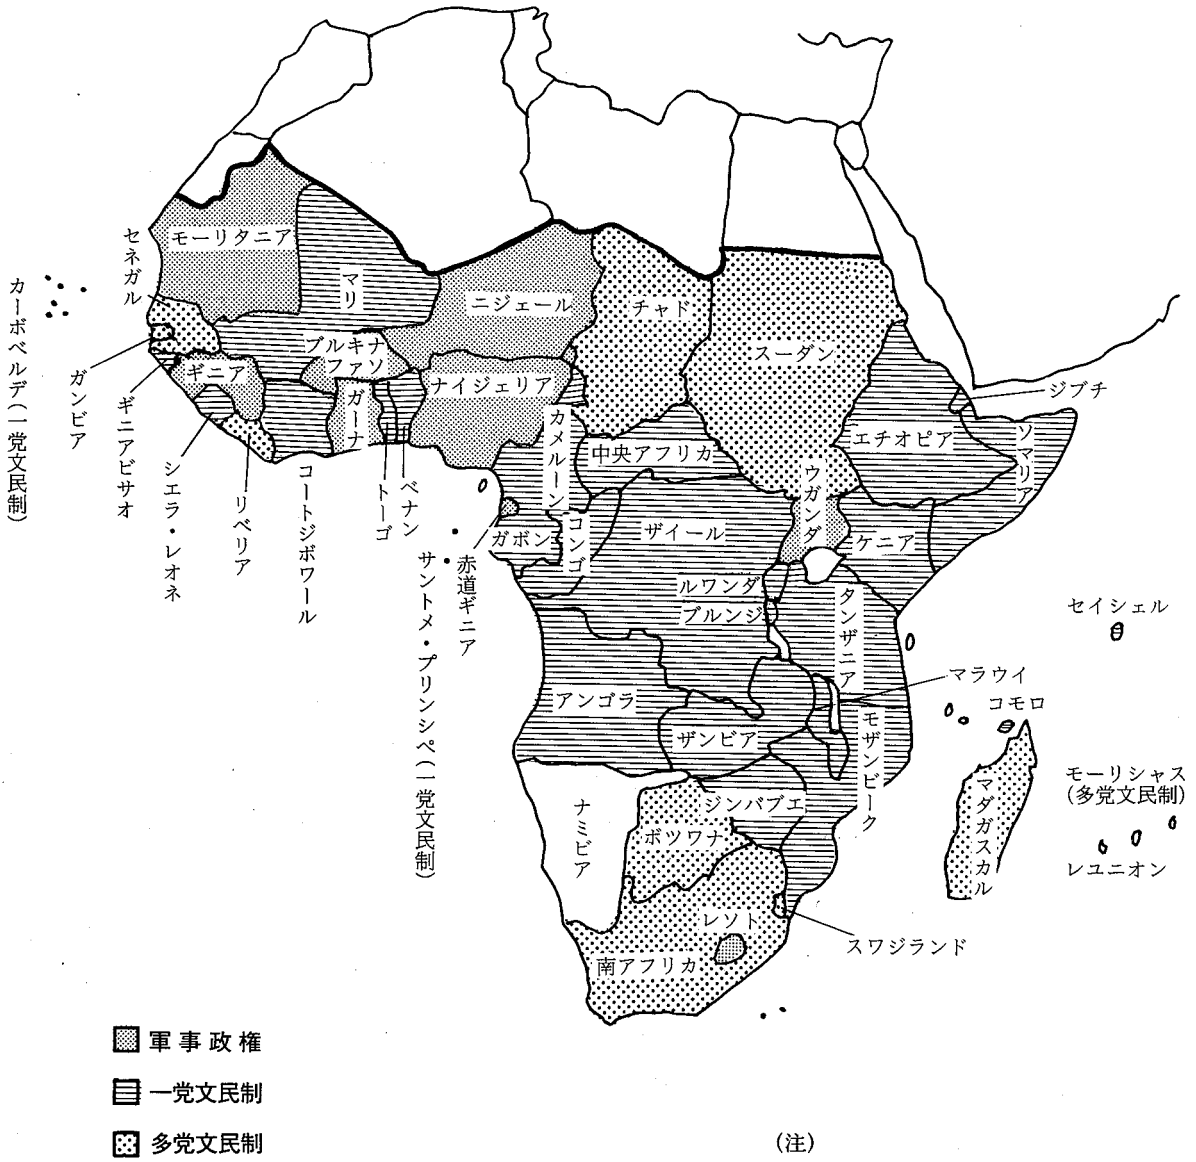 モーリタニア
セネガル
マリ
ニジェール
チャド
スーダン
カーボベルデ(一党文民制)
ガンビア
ギニアビサオ
ギニア
ブルキナ
ファソ
ナイジェリア
ガーナ
シエラ・レオネ
リベリア
コートジボワール
トーゴ
ベナン
カメルーン
中央アフリカ
エチオピア
ジブチ
ソマリア
ウガンダ
ケニア
サントメ・プリンシペ(一党文民制)
赤道ギニア
ガボン
コンゴ
ザイール
ルワンダ
ブルンジ
タンザニア
セイシェル
マラウイ
コモロ
アンゴラ
ザンビア
モザンビーク
モーリシャス
(多党文民制)
レユニオン
マダガスカル
ナミビア
ジンバブエ
ボツワナ
レソト
スワジランド
南アフリカ
軍事政権
一党文民制
多党文民制
(注)